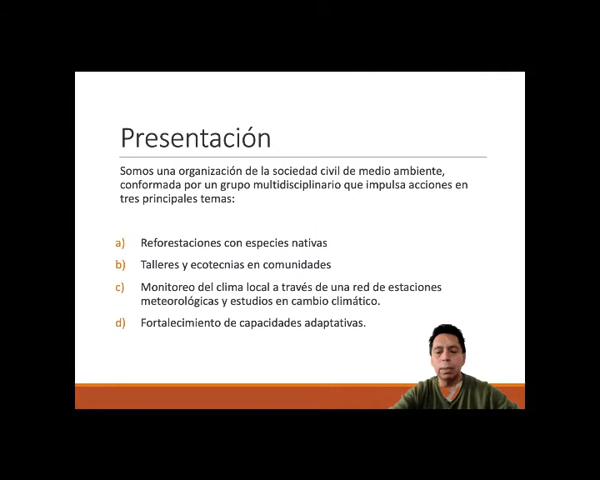 Presentación
Somos una organización de la sociedad civil de medio ambiente,
conformada por un grupo multidisciplinario que impulsa acciones en
tres principales temas:
a) Reforestaciones con especies nativas
b) Talleres y ecotecnias en comunidades
c) Monitoreo del clima local a través de una red de estaciones
meteorológicas y estudios en cambio climático.
d) Fortalecimiento de capacidades adaptativas.